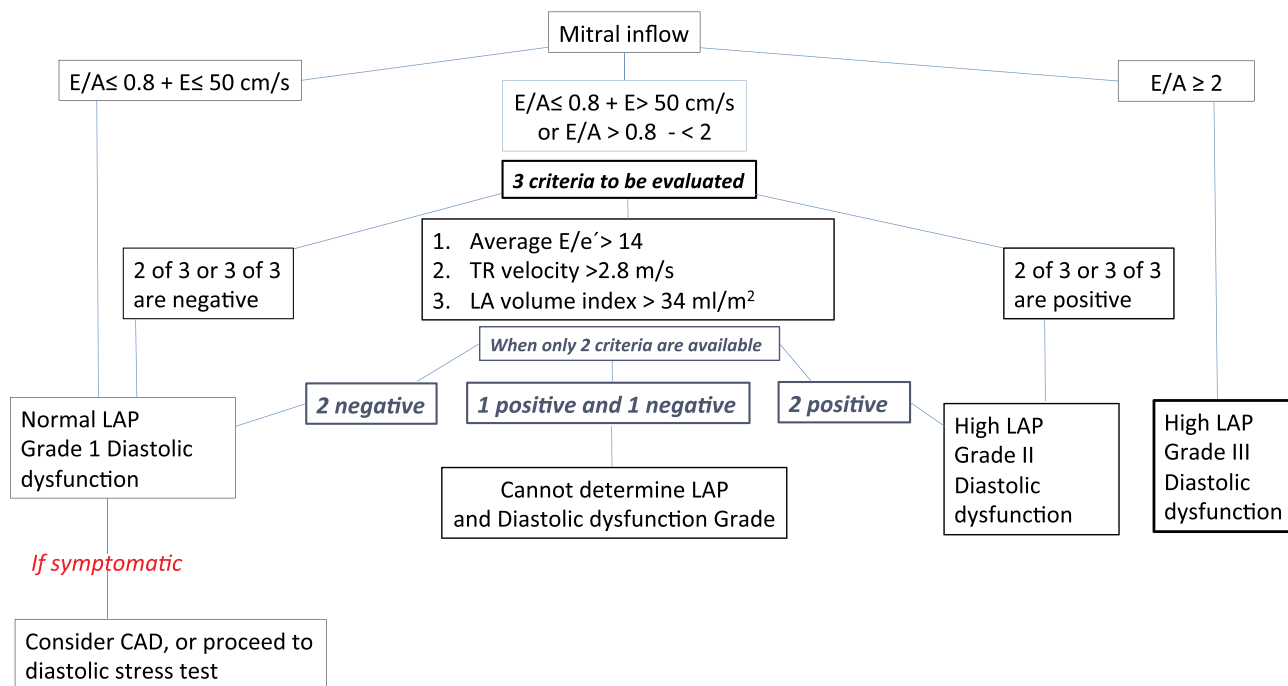 Mitral inflow
E/A≤ 0.8 + E≤ 50 cm/s
E/A≤ 0.8 + E> 50 cm/s
or E/A > 0.8 - < 2
E/A ≥ 2
3 criteria to be evaluated
2 of 3 or 3 of 3
are negative
1. Average E/e´> 14
2. TR velocity >2.8 m/s
3. LA volume index > 34 ml/m²
2 of 3 or 3 of 3
are positive
When only 2 criteria are available
2 negative
1 positive and 1 negative
2 positive
Normal LAP
Grade 1 Diastolic
dysfunction
Cannot determine LAP
and Diastolic dysfunction Grade
High LAP
Grade II
Diastolic
dysfunction
High LAP
Grade III
Diastolic
dysfunction
If symptomatic
Consider CAD, or proceed to
diastolic stress test